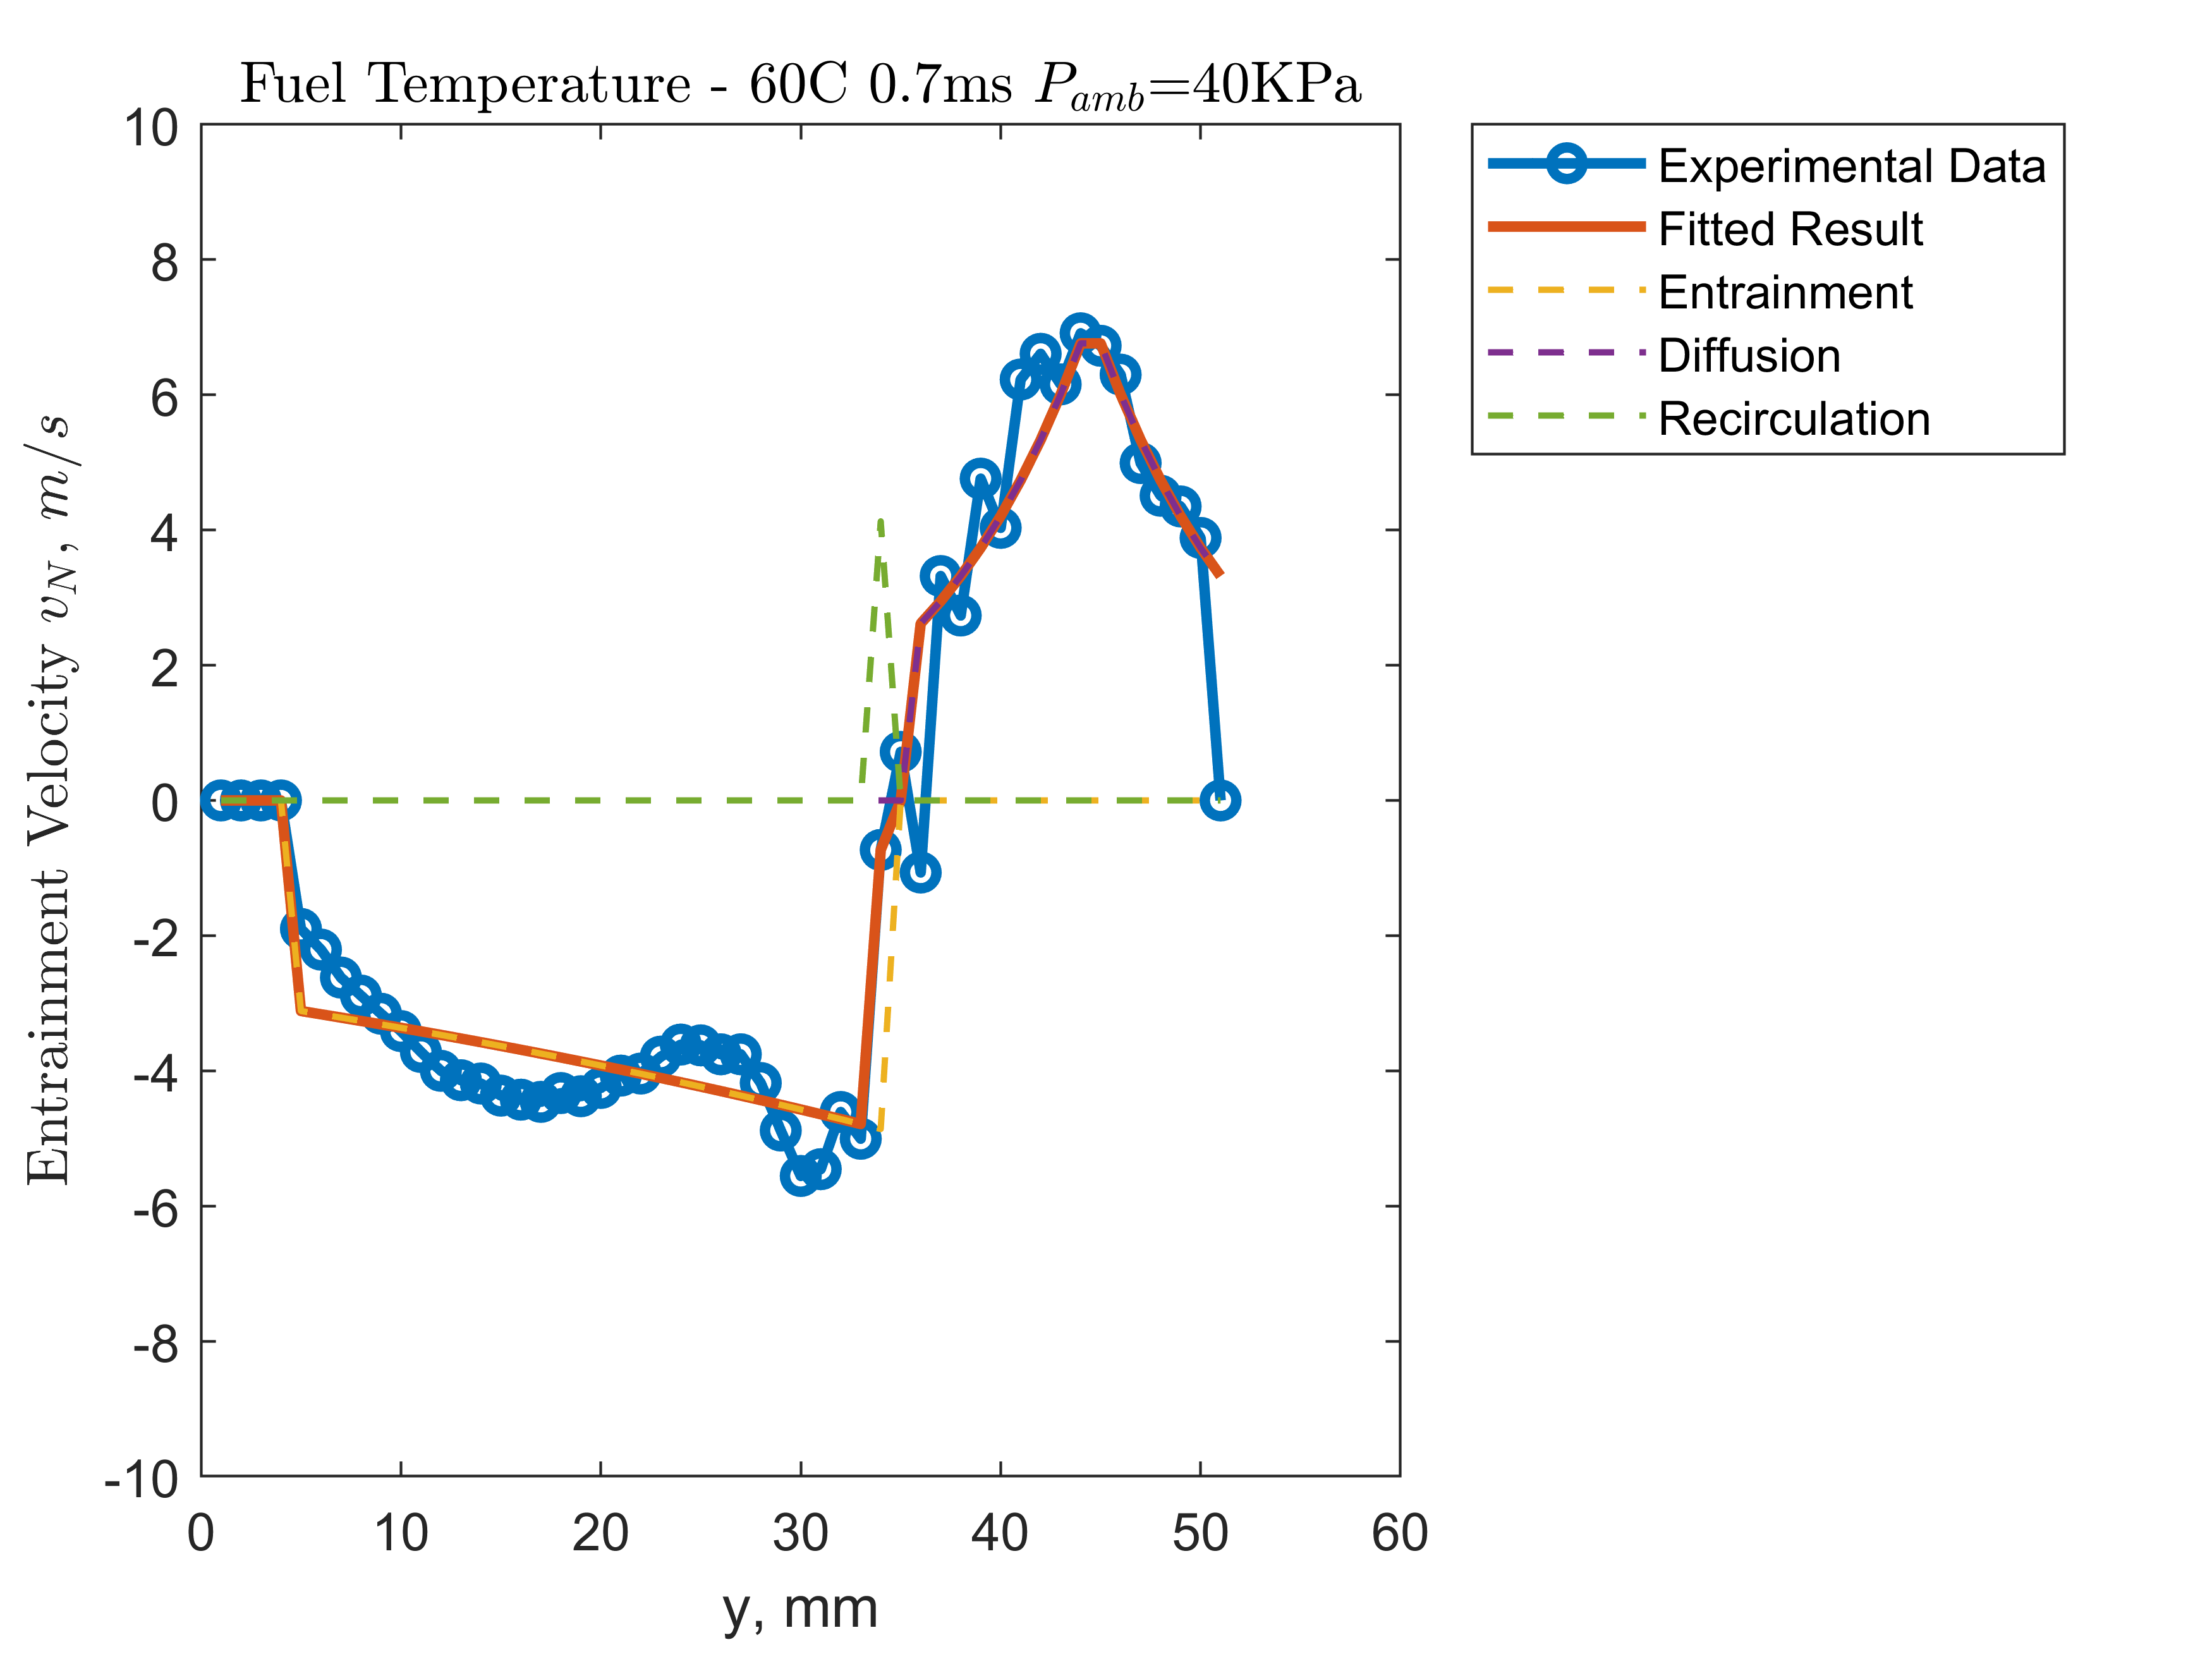 Fuel Temperature - 60C 0.7ms P_amb=40KPa
10
8
6
4
2
0
-2
-4
-6
-8
-10
Entrainment Velocity v_N, m/s
0 10 20 30 40 50 60
y, mm
Experimental Data
Fitted Result
Entrainment
Diffusion
Recirculation